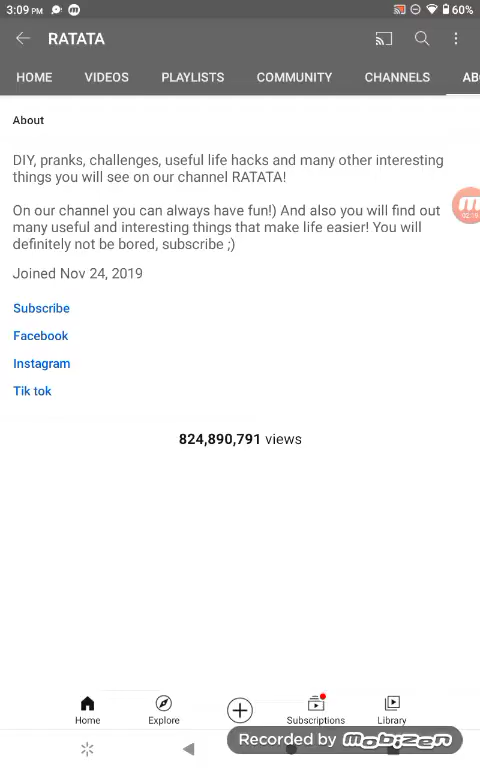 3:09 PM 60%
RATATA
HOME VIDEOS PLAYLISTS COMMUNITY CHANNELS AB
About
DIY, pranks, challenges, useful life hacks and many other interesting
things you will see on our channel RATATA!
On our channel you can always have fun!) And also you will find out
many useful and interesting things that make life easier! You will
definitely not be bored, subscribe ;)
Joined Nov 24, 2019
Subscribe
Facebook
Instagram
Tik tok
824,890,791 views
Home Explore Subscriptions Library
Recorded by mobizen